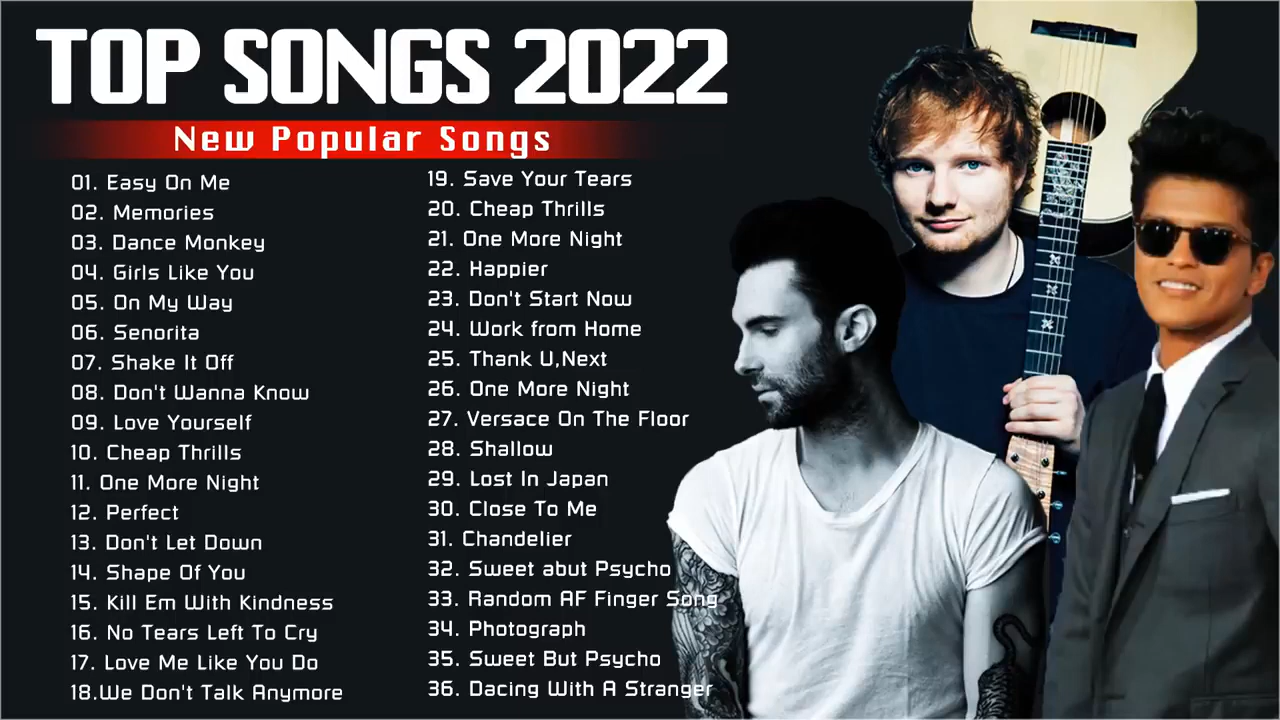 TOP SONGS 2022
New Popular Songs
01. Easy On Me
02. Memories
03. Dance Monkey
04. Girls Like You
05. On My Way
06. Senorita
07. Shake It Off
08. Don't Wanna Know
09. Love Yourself
10. Cheap Thrills
11. One More Night
12. Perfect
13. Don't Let Down
14. Shape Of You
15. Kill Em With Kindness
16. No Tears Left To Cry
17. Love Me Like You Do
18.We Don't Talk Anymore
19. Save Your Tears
20. Cheap Thrills
21. One More Night
22. Happier
23. Don't Start Now
24. Work from Home
25. Thank U,Next
26. One More Night
27. Versace On The Floor
28. Shallow
29. Lost In Japan
30. Close To Me
31. Chandelier
32. Sweet abut Psycho
33. Random AF Finger Song
34. Photograph
35. Sweet But Psycho
36. Dacing With A Stranger